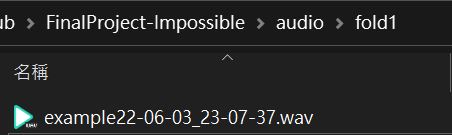 ub > FinalProject-Impossible > audio > fold1
名稱
example22-06-03_23-07-37.wav